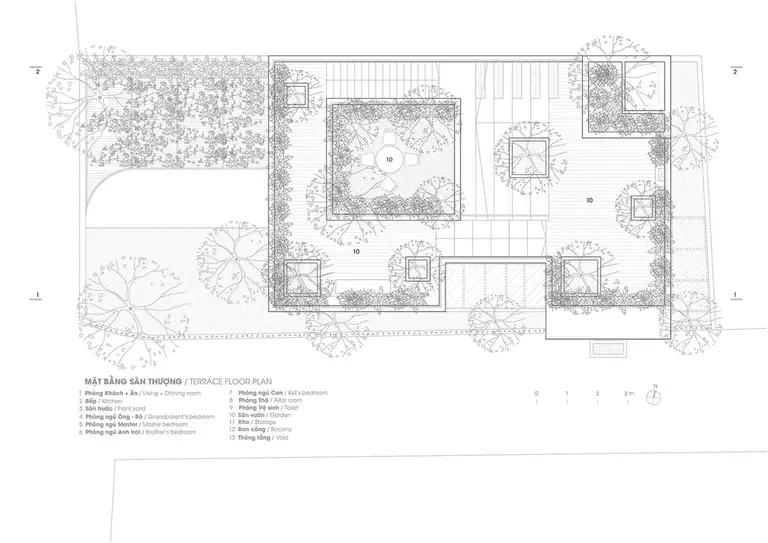 2
2
10
10
10
1
1
MẶT BẰNG SÂN THƯỢNG / TERRACE FLOOR PLAN
1 Phòng Khách + Ăn / Living + Dinning room
2 Bếp / Kitchen
3 Sân trước / Front yard
4 Phòng ngủ Ông - Bà / Grandparent's bedroom
5 Phòng ngủ Master / Master bedroom
6 Phòng ngủ Anh trai / Brother's bedroom
7 Phòng ngủ Con / Kid's bedroom
8 Phòng Thờ / Altar room
9 Phòng Vệ sinh / Toilet
10 Sân vườn / Garden
11 Kho / Storage
12 Ban công / Bacony
13 Thông tầng / Void
0 1 2 3 m
N